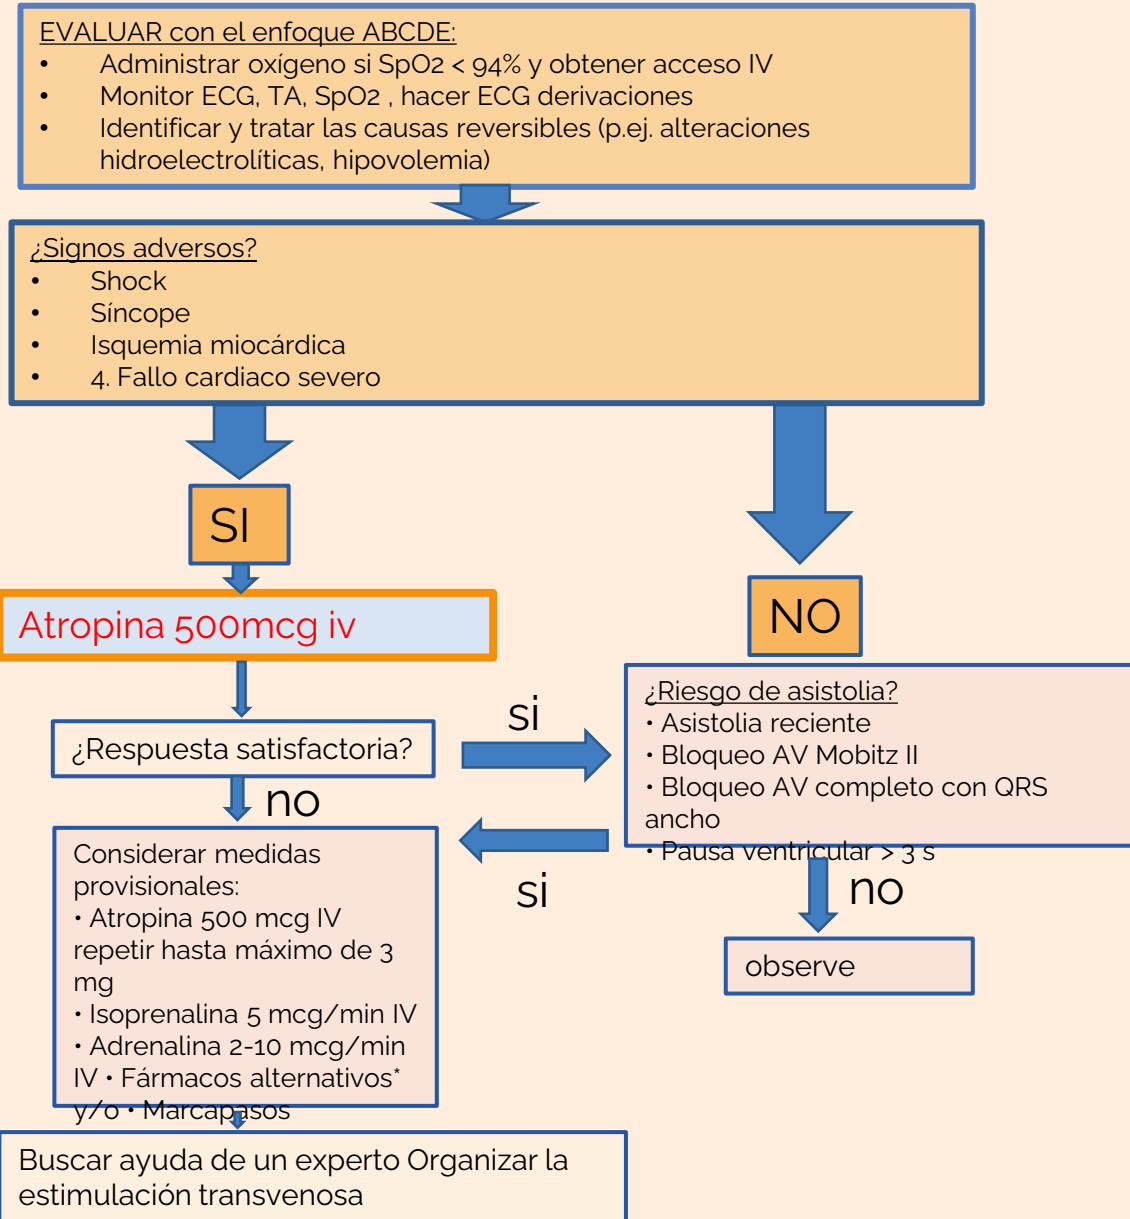 EVALUAR con el enfoque ABCDE:
• Administrar oxígeno si SpO2 < 94% y obtener acceso IV
• Monitor ECG, TA, SpO2 , hacer ECG derivaciones
• Identificar y tratar las causas reversibles (p.ej. alteraciones
hidroelectrolíticas, hipovolemia)
¿Signos adversos?
• Shock
• Síncope
• Isquemia miocárdica
• 4. Fallo cardiaco severo
SI
NO
Atropina 500mcg iv
¿Respuesta satisfactoria?
si
no
¿Riesgo de asistolia?
• Asistolia reciente
• Bloqueo AV Mobitz II
• Bloqueo AV completo con QRS
ancho
• Pausa ventricular > 3 s
si
no
observe
Considerar medidas
provisionales:
• Atropina 500 mcg IV
repetir hasta máximo de 3
mg
• Isoprenalina 5 mcg/min IV
• Adrenalina 2-10 mcg/min
IV • Fármacos alternativos*
y/o • Marcapasos
Buscar ayuda de un experto Organizar la
estimulación transvenosa